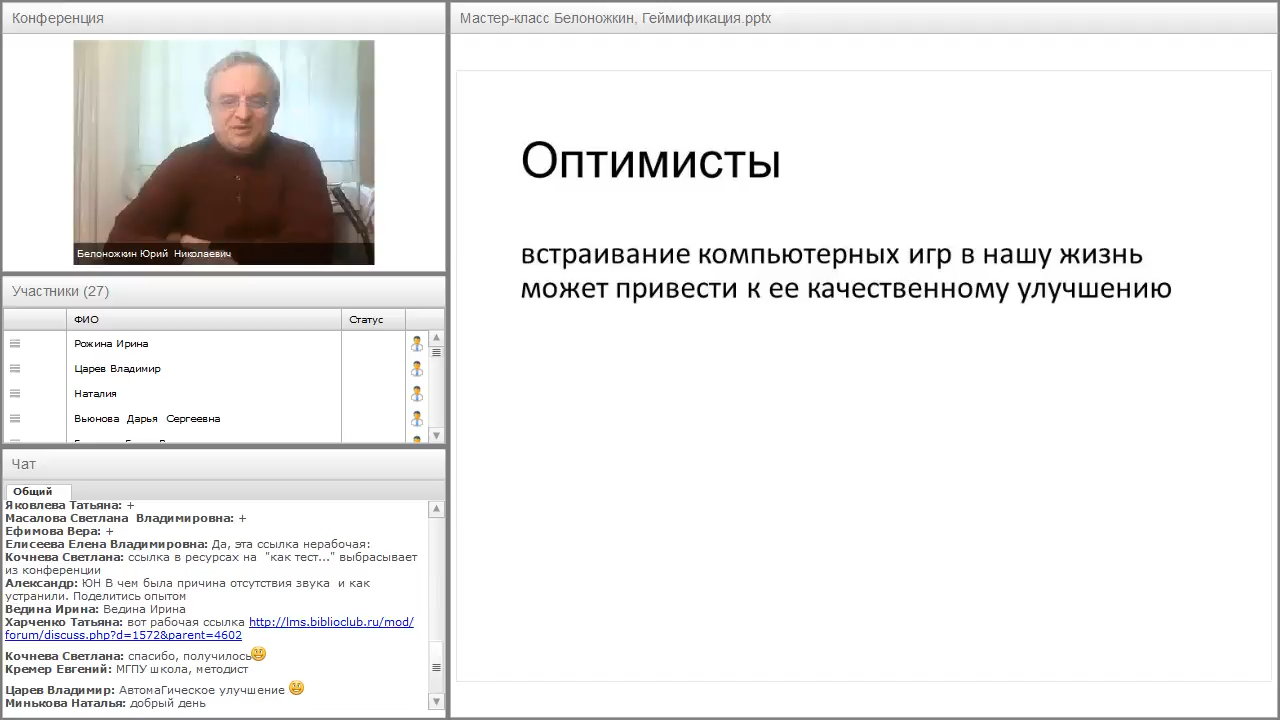 Конференция
Белоножкин Юрий Николаевич
Участники (27)
ФИО
Статус
Рожина Ирина
Царев Владимир
Наталия
Вьюнова Дарья Сергеевна
Чат
Общий
Яковлева Татьяна: +
Масалова Светлана Владимировна: +
Ефимова Вера: +
Елисеева Елена Владимировна: Да, эта ссылка нерабочая:
Кочнева Светлана: ссылка в ресурсах на "как тест..." выбрасывает
из конференции
Александр: ЮН В чем была причина отсутствия звука и как
устранили. Поделитись опытом
Ведина Ирина: Ведина Ирина
Харченко Татьяна: вот рабочая ссылка http://lms.biblioclub.ru/mod/
forum/discuss.php?d=1572&parent=4602
Кочнева Светлана: спасибо, получилось
Кремер Евгений: МГПУ школа, методист
Царев Владимир: АвтомаГическое улучшение
Минькова Наталья: добрый день
Мастер-класс Белоножкин, Геймификация.pptx
Оптимисты
встраивание компьютерных игр в нашу жизнь
может привести к ее качественному улучшению